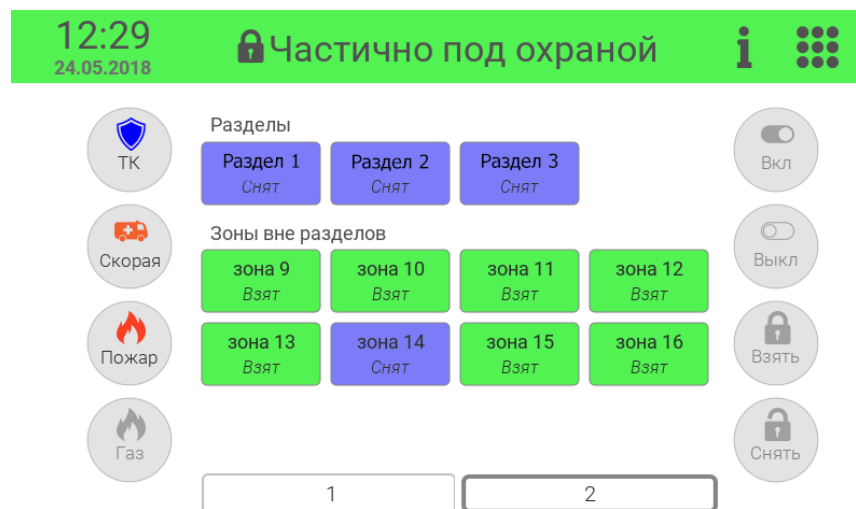 12:29
24.05.2018
Частично под охраной
i
ТК
Скорая
Пожар
Газ
Разделы
Раздел 1
Снят
Раздел 2
Снят
Раздел 3
Снят
Зоны вне разделов
зона 9
Взят
зона 10
Взят
зона 11
Взят
зона 12
Взят
зона 13
Взят
зона 14
Снят
зона 15
Взят
зона 16
Взят
1
2
Вкл
Выкл
Взять
Снять